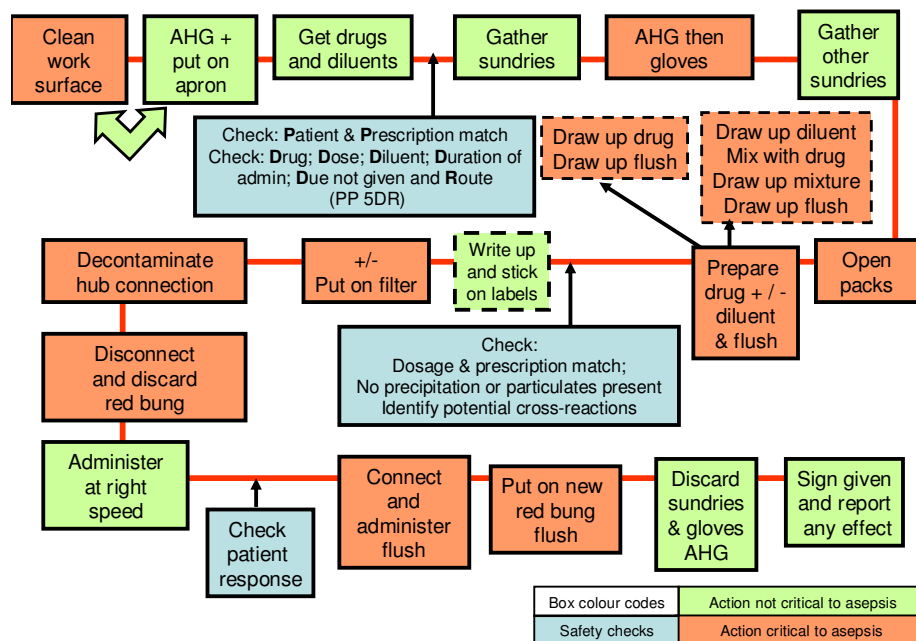 Clean
work
surface
AHG +
put on
apron
Get drugs
and diluents
Gather
sundries
AHG then
gloves
Gather
other
sundries
Check: Patient & Prescription match
Check: Drug; Dose; Diluent; Duration of
admin; Due not given and Route
(PP 5DR)
Draw up drug
Draw up flush
Draw up diluent
Mix with drug
Draw up mixture
Draw up flush
Open
packs
Prepare
drug + / -
diluent
& flush
Write up
and stick
on labels
Check:
Dosage & prescription match;
No precipitation or particulates present
Identify potential cross-reactions
+/-
Put on filter
Decontaminate
hub connection
Disconnect
and discard
red bung
Administer
at right
speed
Check
patient
response
Connect
and
administer
flush
Put on new
red bung
flush
Discard
sundries
& gloves
AHG
Sign given
and report
any effect
Box colour codes
Action not critical to asepsis
Safety checks
Action critical to asepsis